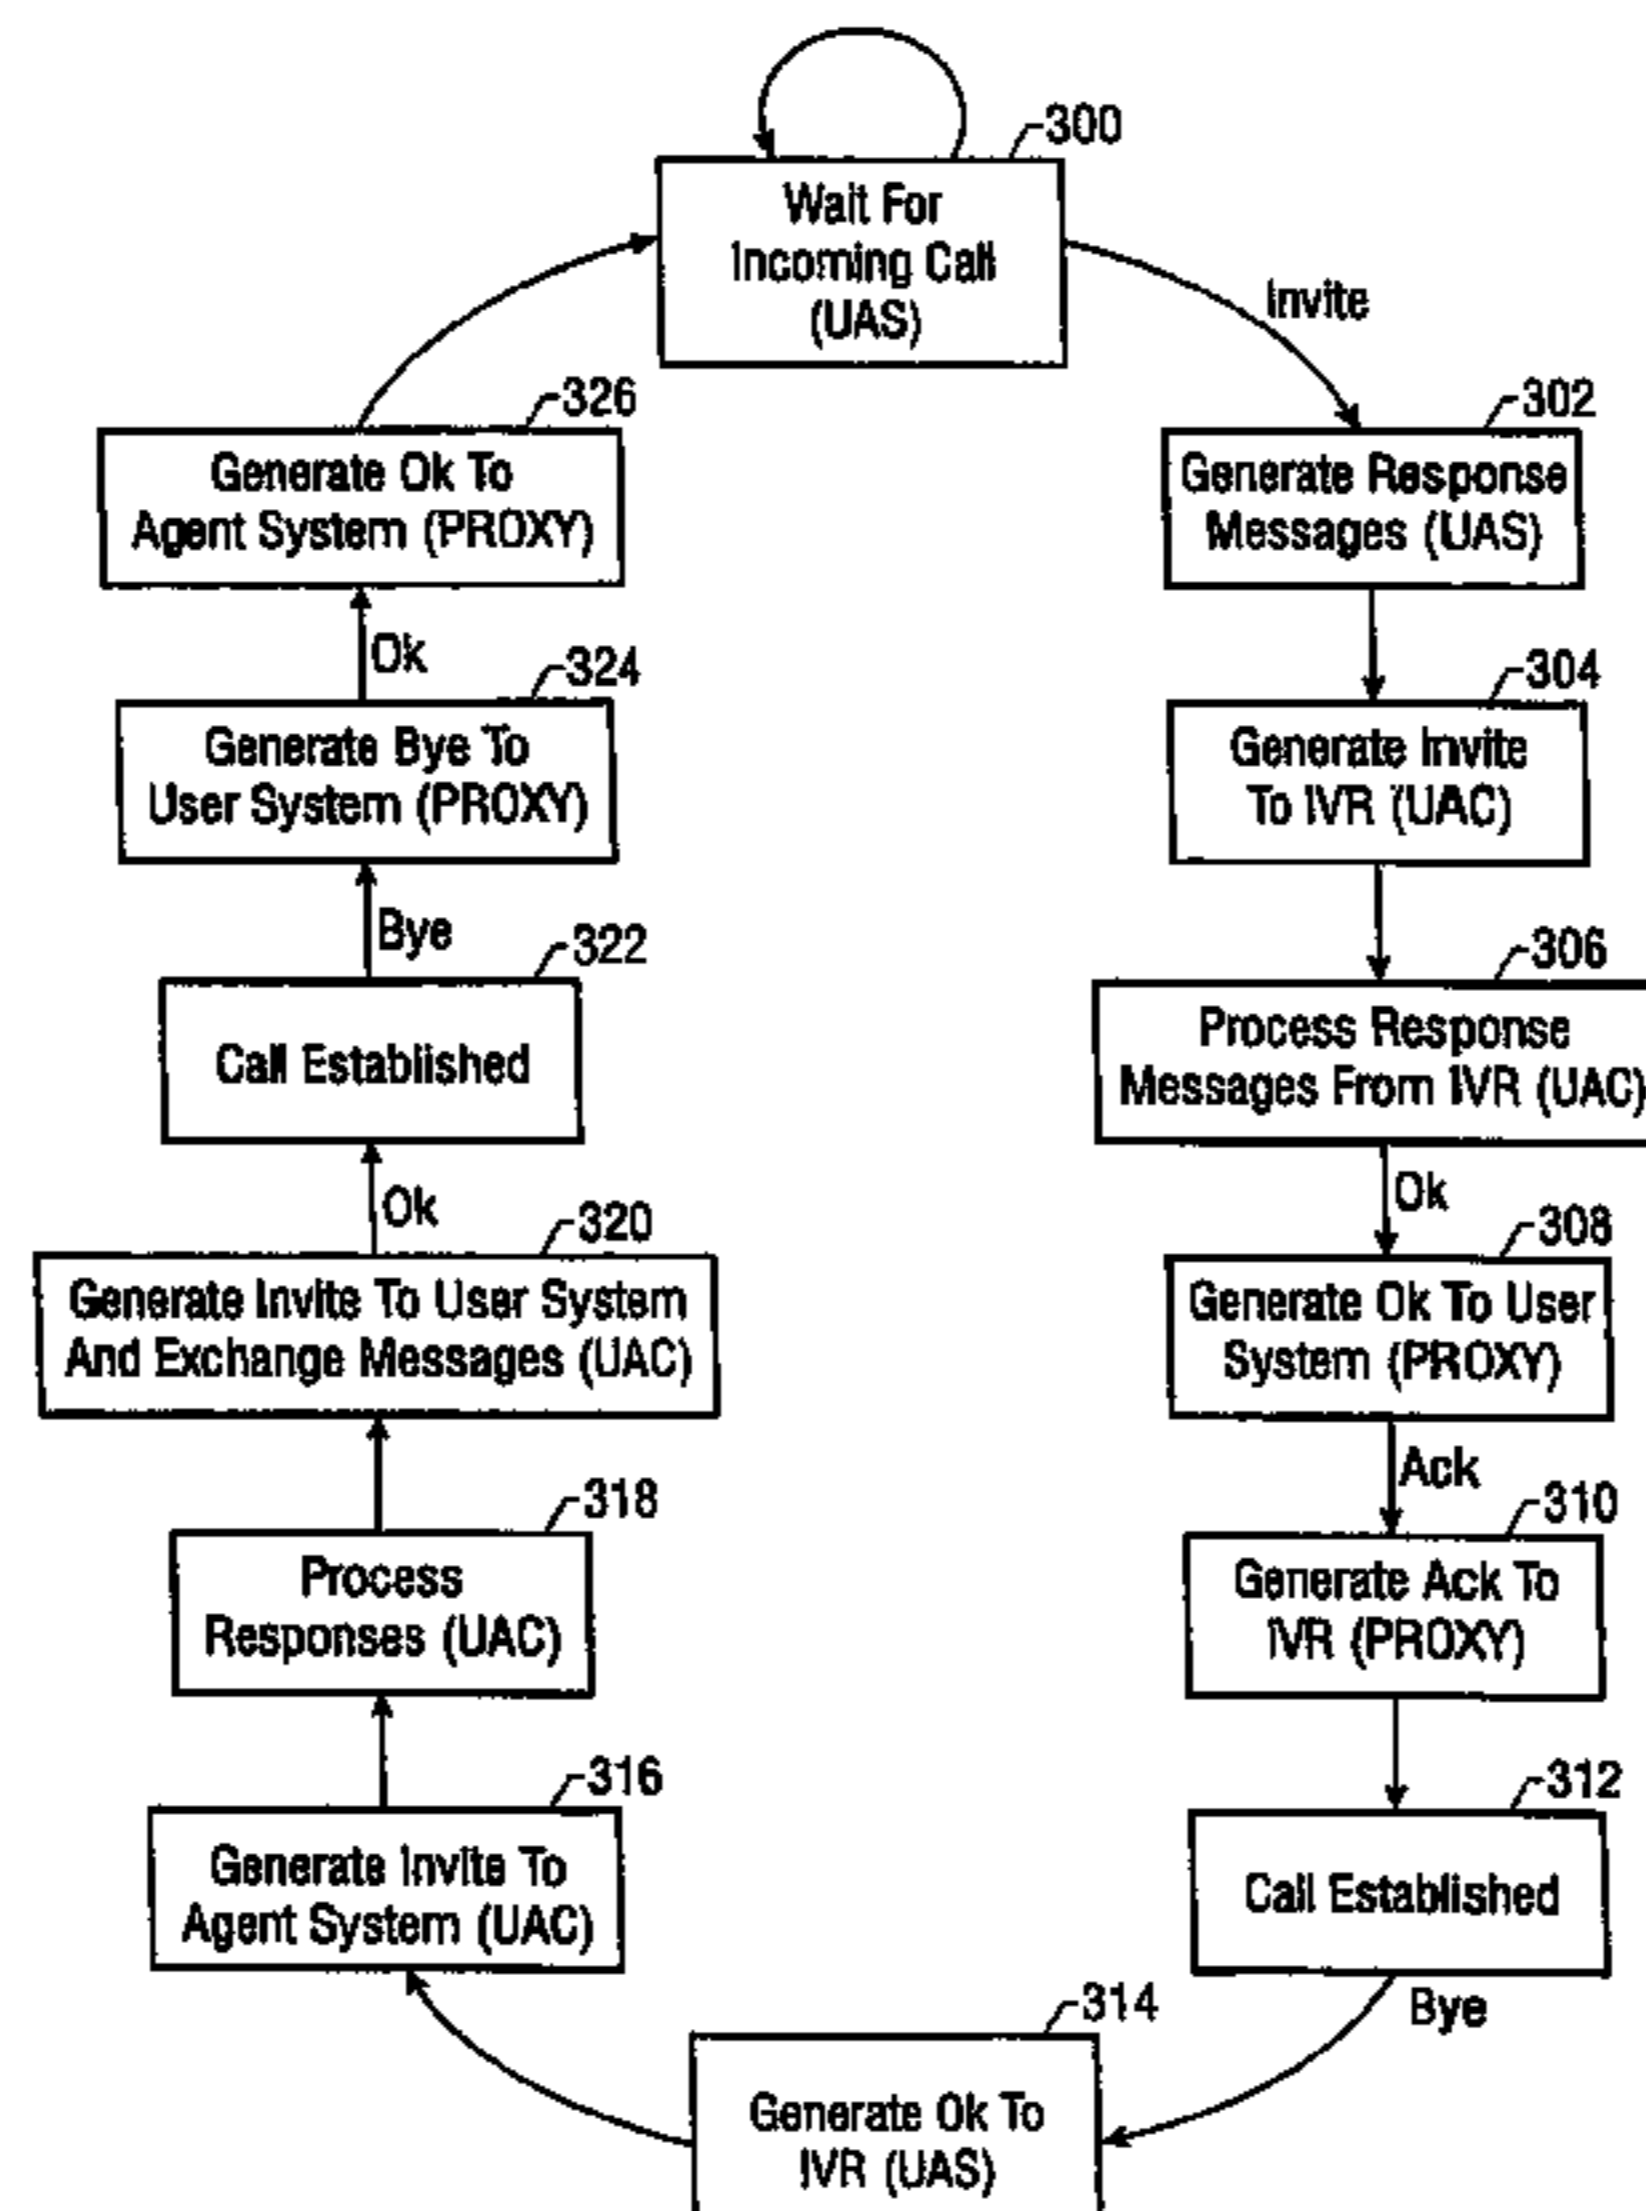 300
Wait For
Incoming Call
(UAS)
Invite
302
Generate Response
Messages (UAS)
304
Generate Invite
To IVR (UAC)
306
Process Response
Messages From IVR (UAC)
Ok
308
Generate Ok To User
System (PROXY)
Ack
310
Generate Ack To
IVR (PROXY)
312
Call Established
Bye
314
Generate Ok To
IVR (UAS)
316
Generate Invite To
Agent System (UAC)
318
Process
Responses (UAC)
320
Generate Invite To User System
And Exchange Messages (UAC)
Ok
322
Call Established
Bye
324
Generate Bye To
User System (PROXY)
Ok
326
Generate Ok To
Agent System (PROXY)